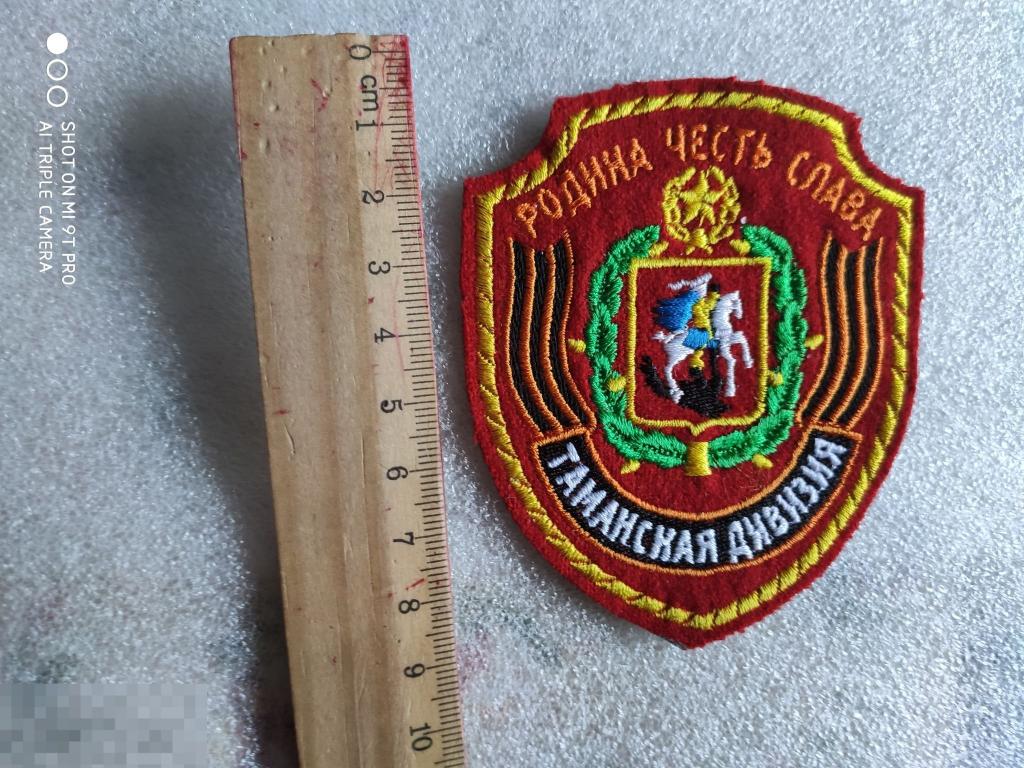 SHOT ON MI 9T PRO
AI TRIPLE CAMERA
0 cm 1 2 3 4 5 6 7 8 9 10
РОДИНА ЧЕСТЬ СЛАВА
ТАМАНСКАЯ ДИВИЗИЯ